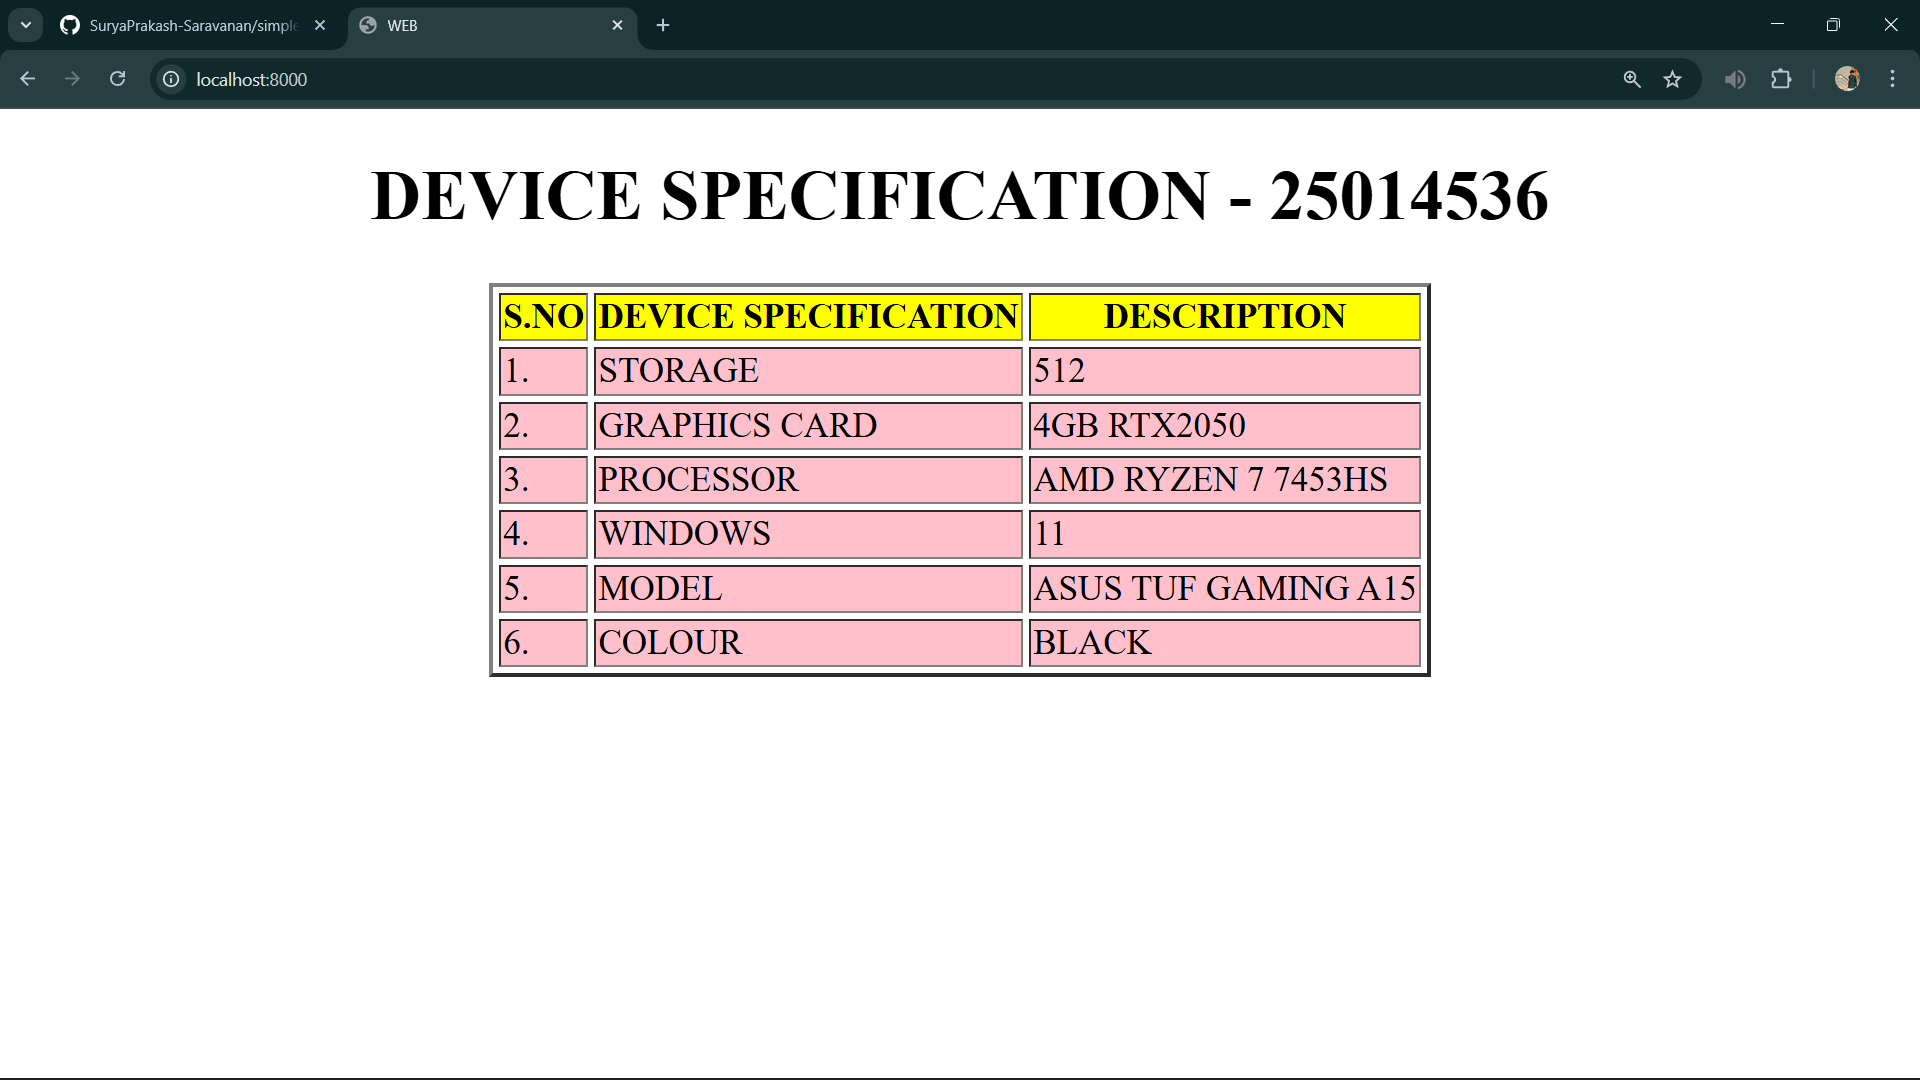 SuryaPrakash-Saravanan/simple
WEB
localhost:8000
DEVICE SPECIFICATION - 25014536
S.NO DEVICE SPECIFICATION DESCRIPTION
1. STORAGE 512
2. GRAPHICS CARD 4GB RTX2050
3. PROCESSOR AMD RYZEN 7 7453HS
4. WINDOWS 11
5. MODEL ASUS TUF GAMING A15
6. COLOUR BLACK